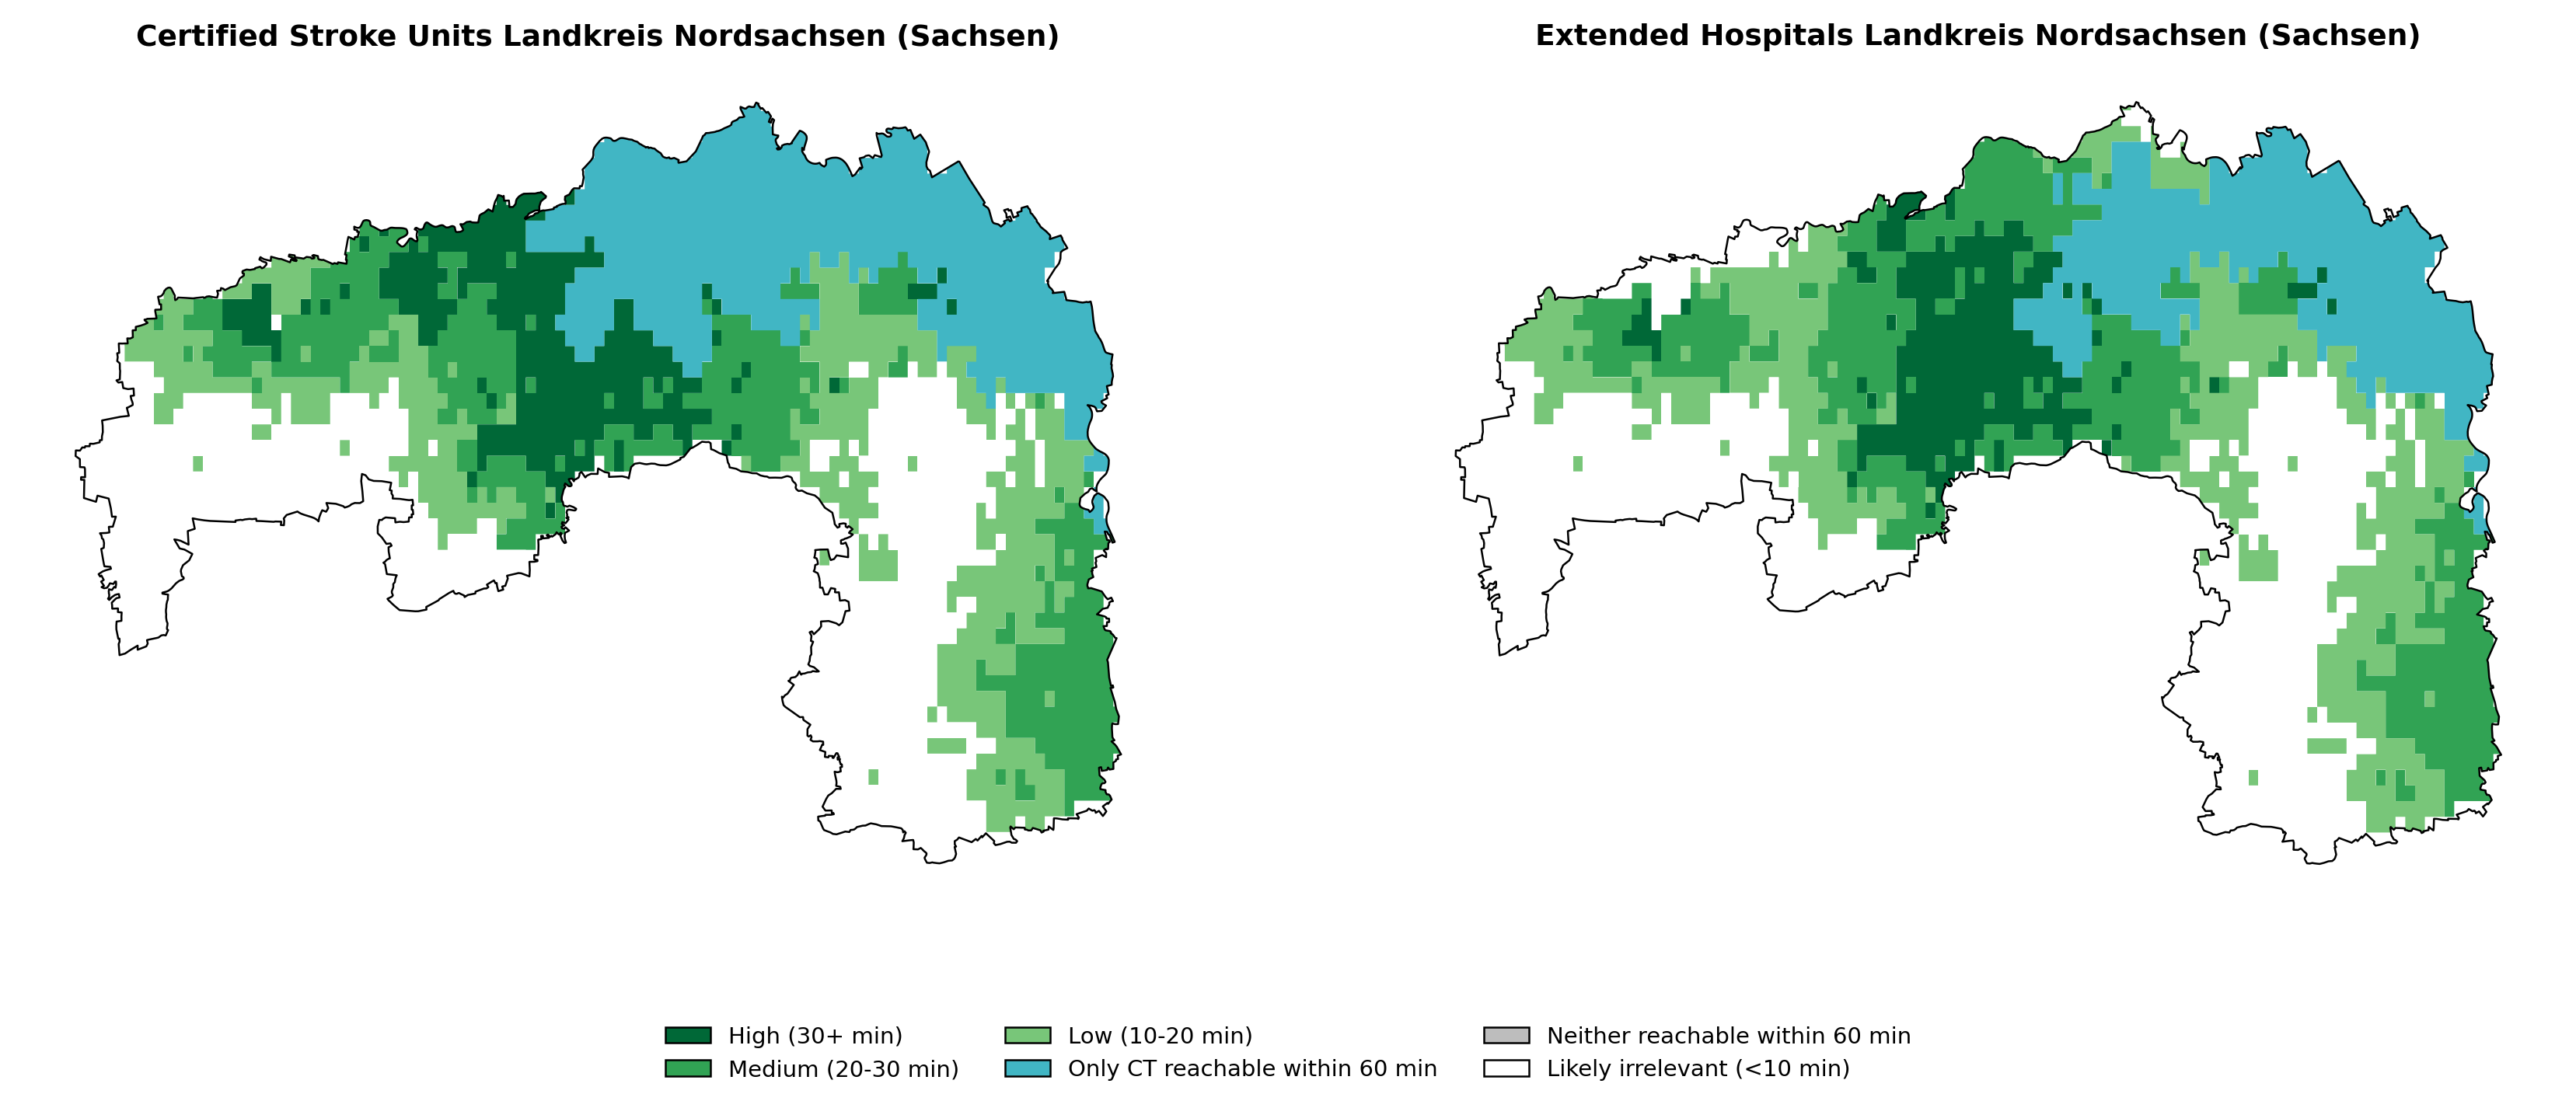 Certified Stroke Units Landkreis Nordsachsen (Sachsen)
Extended Hospitals Landkreis Nordsachsen (Sachsen)
High (30+ min)
Medium (20-30 min)
Low (10-20 min)
Only CT reachable within 60 min
Neither reachable within 60 min
Likely irrelevant (<10 min)